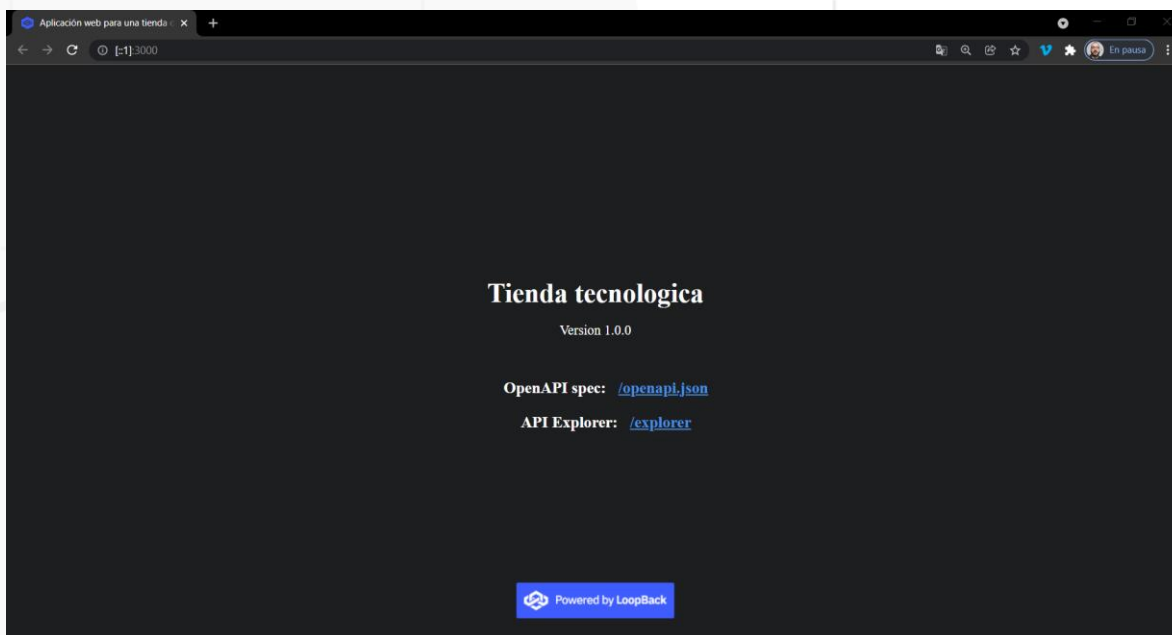 Aplicación web para una tienda
[::1]:3000
En pausa
Tienda tecnologica
Version 1.0.0
OpenAPI spec: /openapi.json
API Explorer: /explorer
Powered by LoopBack